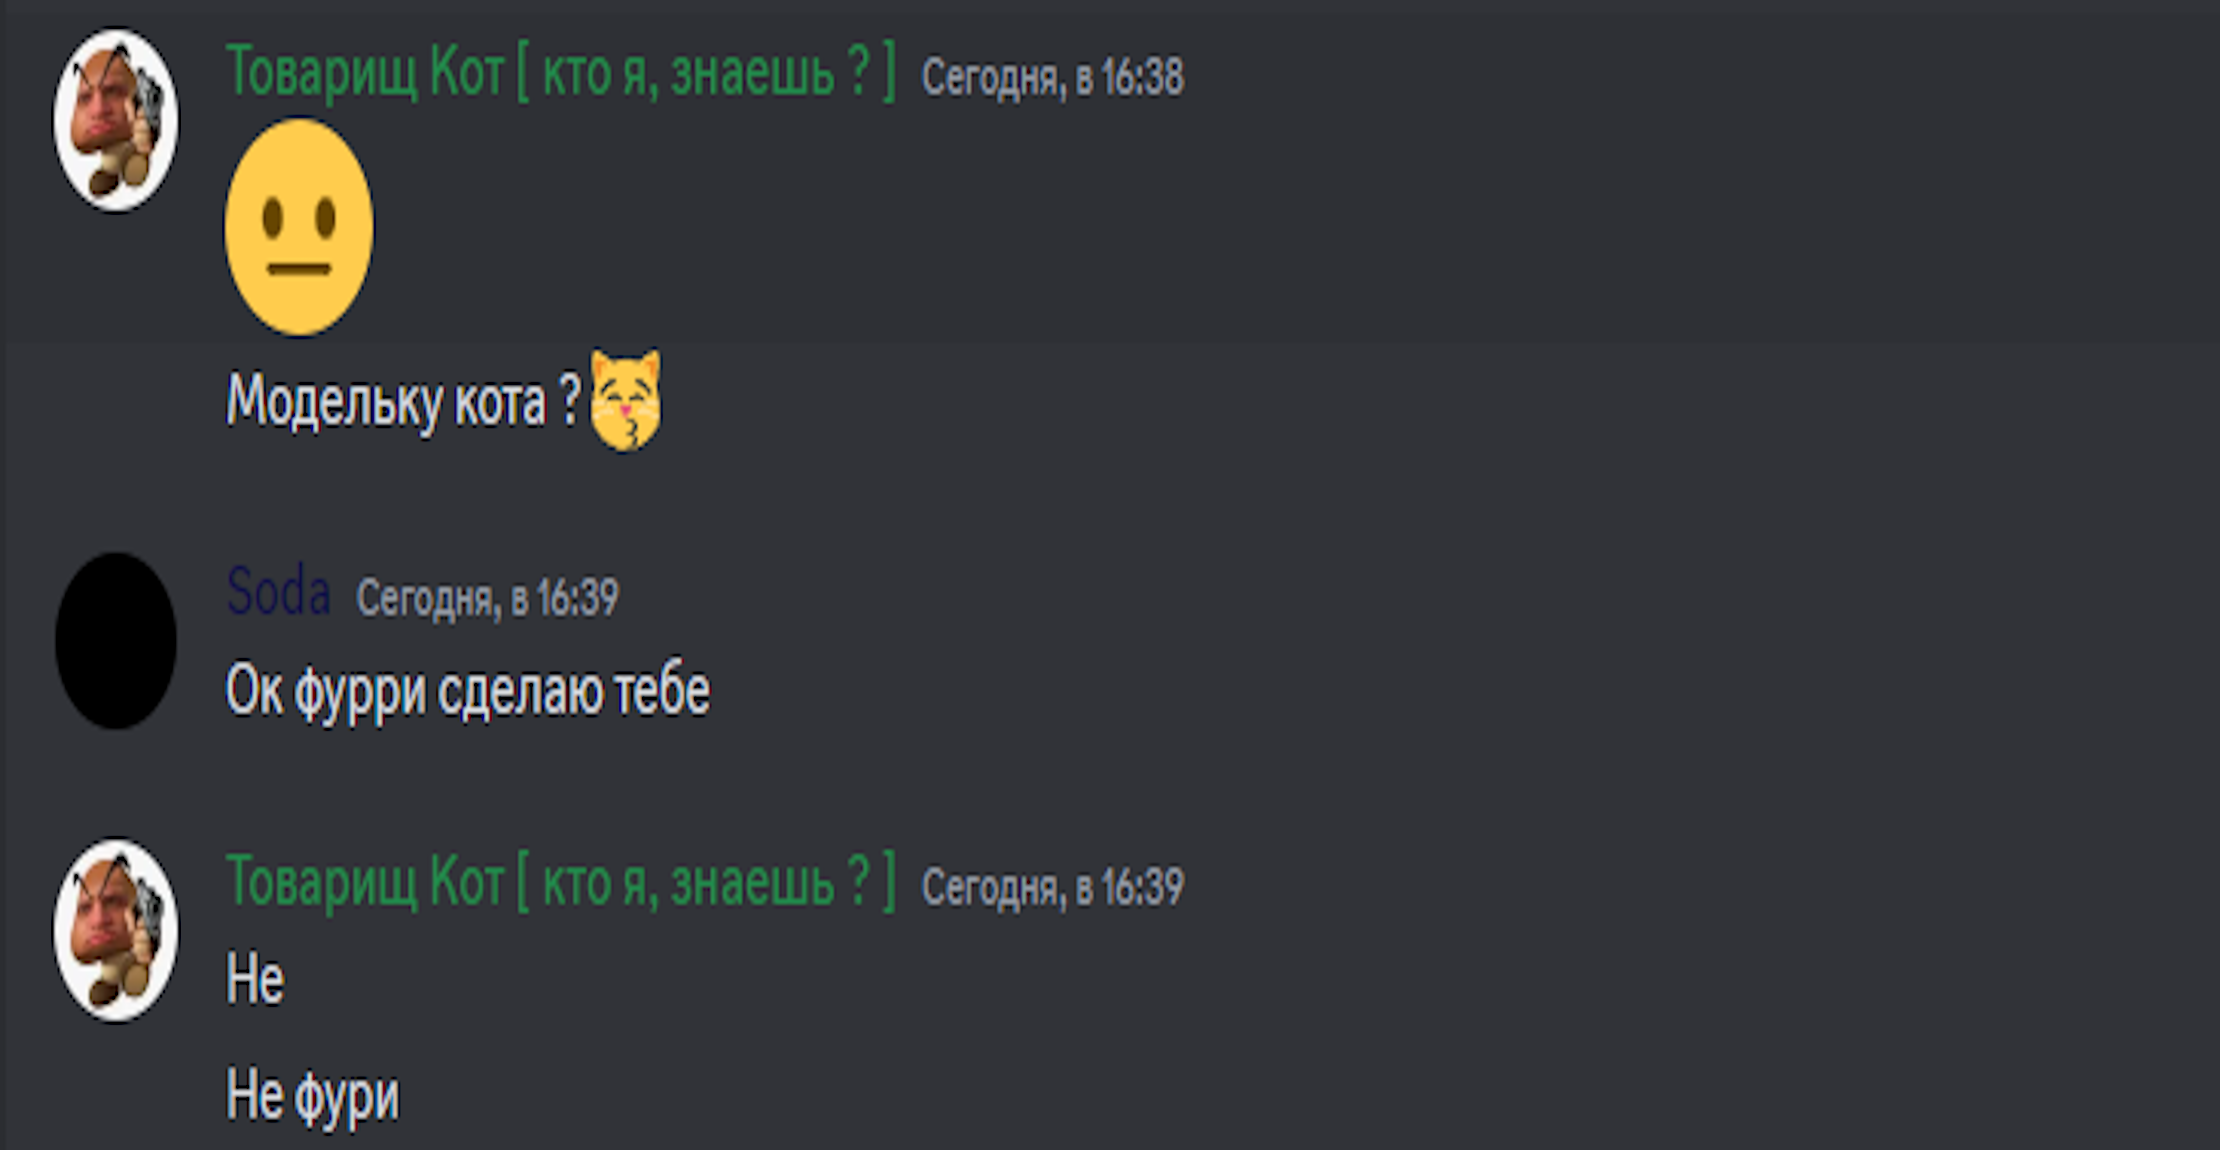 Товарищ Кот [ кто я, знаешь ? ] Сегодня, в 16:38
Модельку кота ?
Soda Сегодня, в 16:39
Ок фурри сделаю тебе
Товарищ Кот [ кто я, знаешь ? ] Сегодня, в 16:39
Не
Не фури